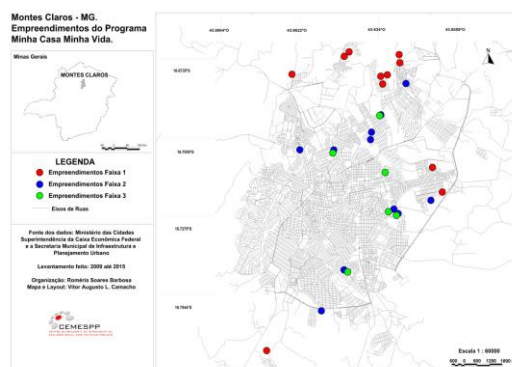 Montes Claros - MG.
Empreendimentos do Programa
Minha Casa Minha Vida.
Minas Gerais
MONTES CLAROS
LEGENDA
Empreendimentos Faixa 1
Empreendimentos Faixa 2
Empreendimentos Faixa 3
Eixos de Ruas
Fonte dos dados: Ministério das Cidades
Superintendência da Caixa Econômica Federal
e a Secretaria Municipal de Infraestrutura e
Planejamento Urbano
Levantamento feito: 2009 até 2015
Organização: Roméria Soares Barbosa
Mapa e Layout: Vitor Augusto L. Camacho
CEMESPP
N
Escala 1 : 60000